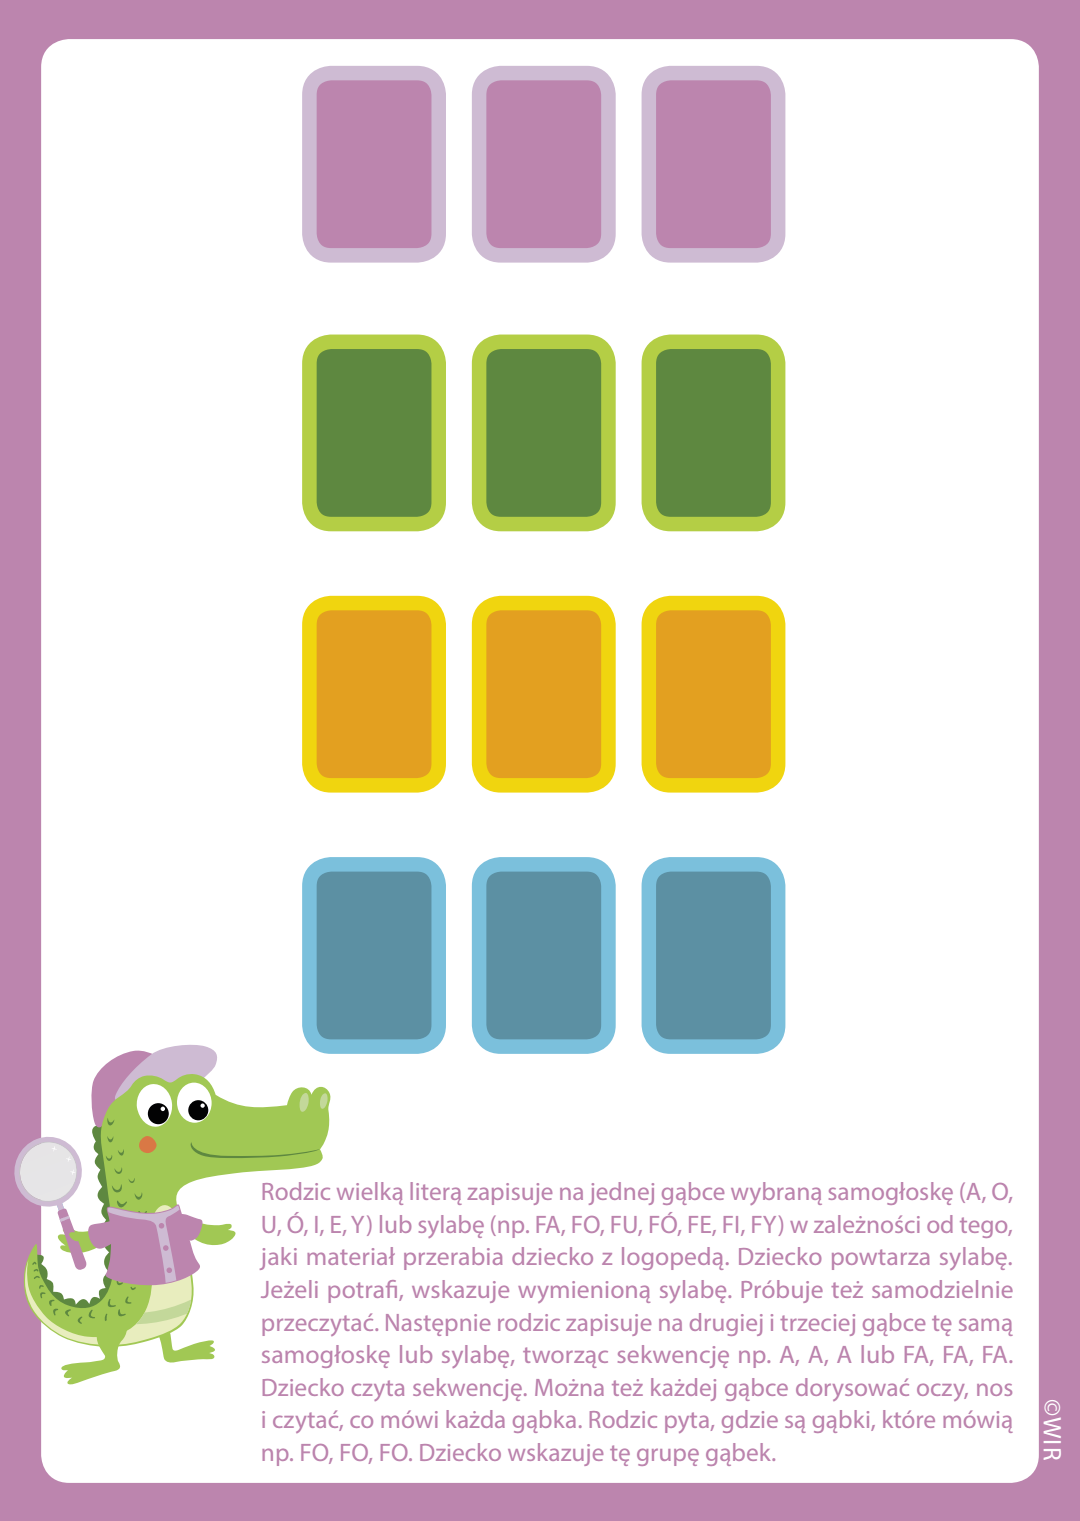 Rodzic wielką literą zapisuje na jednej gąbce wybraną samogłoskę (A, O,
U, Ó, I, E, Y) lub sylabę (np. FA, FO, FU, FÓ, FE, FI, FY) w zależności od tego,
jaki materiał przerabia dziecko z logopedą. Dziecko powtarza sylabę.
Jeżeli potrafi, wskazuje wymienioną sylabę. Próbuje też samodzielnie
przeczytać. Następnie rodzic zapisuje na drugiej i trzeciej gąbce tę samą
samogłoskę lub sylabę, tworząc sekwencję np. A, A, A lub FA, FA, FA.
Dziecko czyta sekwencję. Można też każdej gąbce dorysować oczy, nos
i czytać, co mówi każda gąbka. Rodzic pyta, gdzie są gąbki, które mówią
np. FO, FO, FO. Dziecko wskazuje tę grupę gąbek.
©WIR